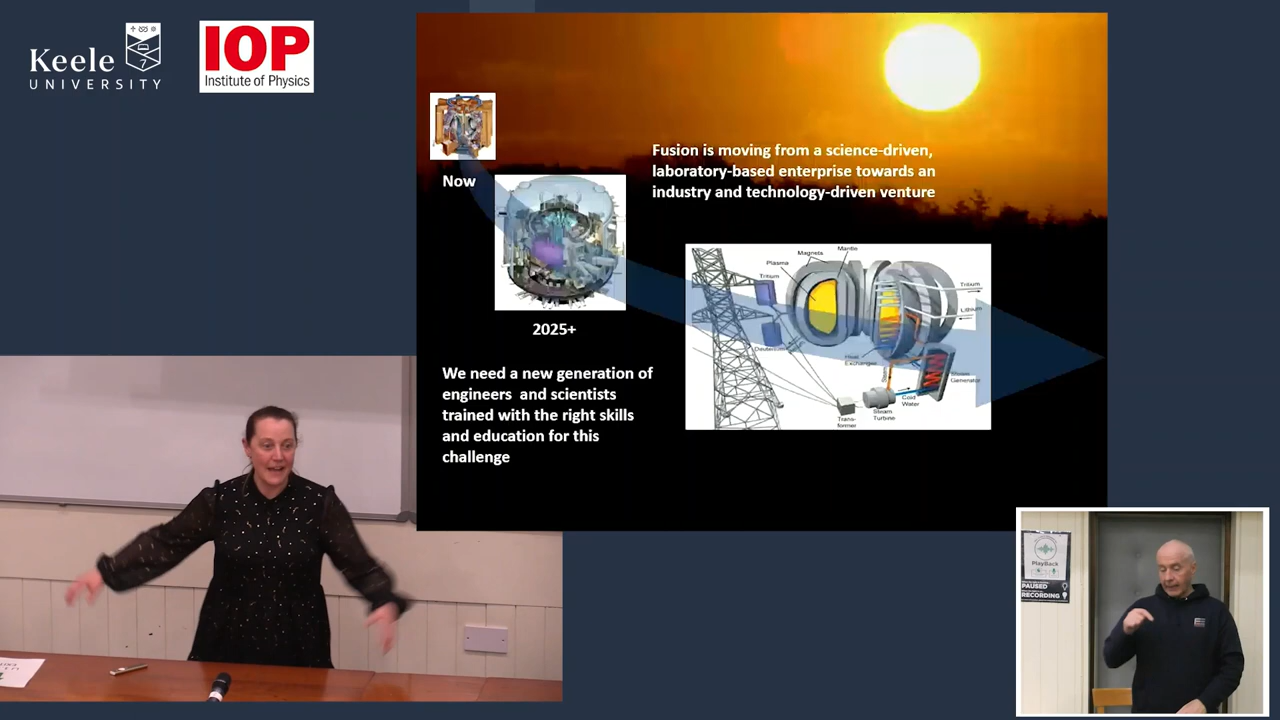 Keele
UNIVERSITY
IOP
Institute of Physics
Now
2025+
Fusion is moving from a science-driven,
laboratory-based enterprise towards an
industry and technology-driven venture
We need a new generation of
engineers and scientists
trained with the right skills
and education for this
challenge
Mantle
Magnets
Plasma
Tritium
Tritium
Lithium
Deuterium
Heat
Exchanger
Steam
Generator
Cold
Water
Steam
Turbine
Trans-
former
PlayBack
PAUSED
RECORDING